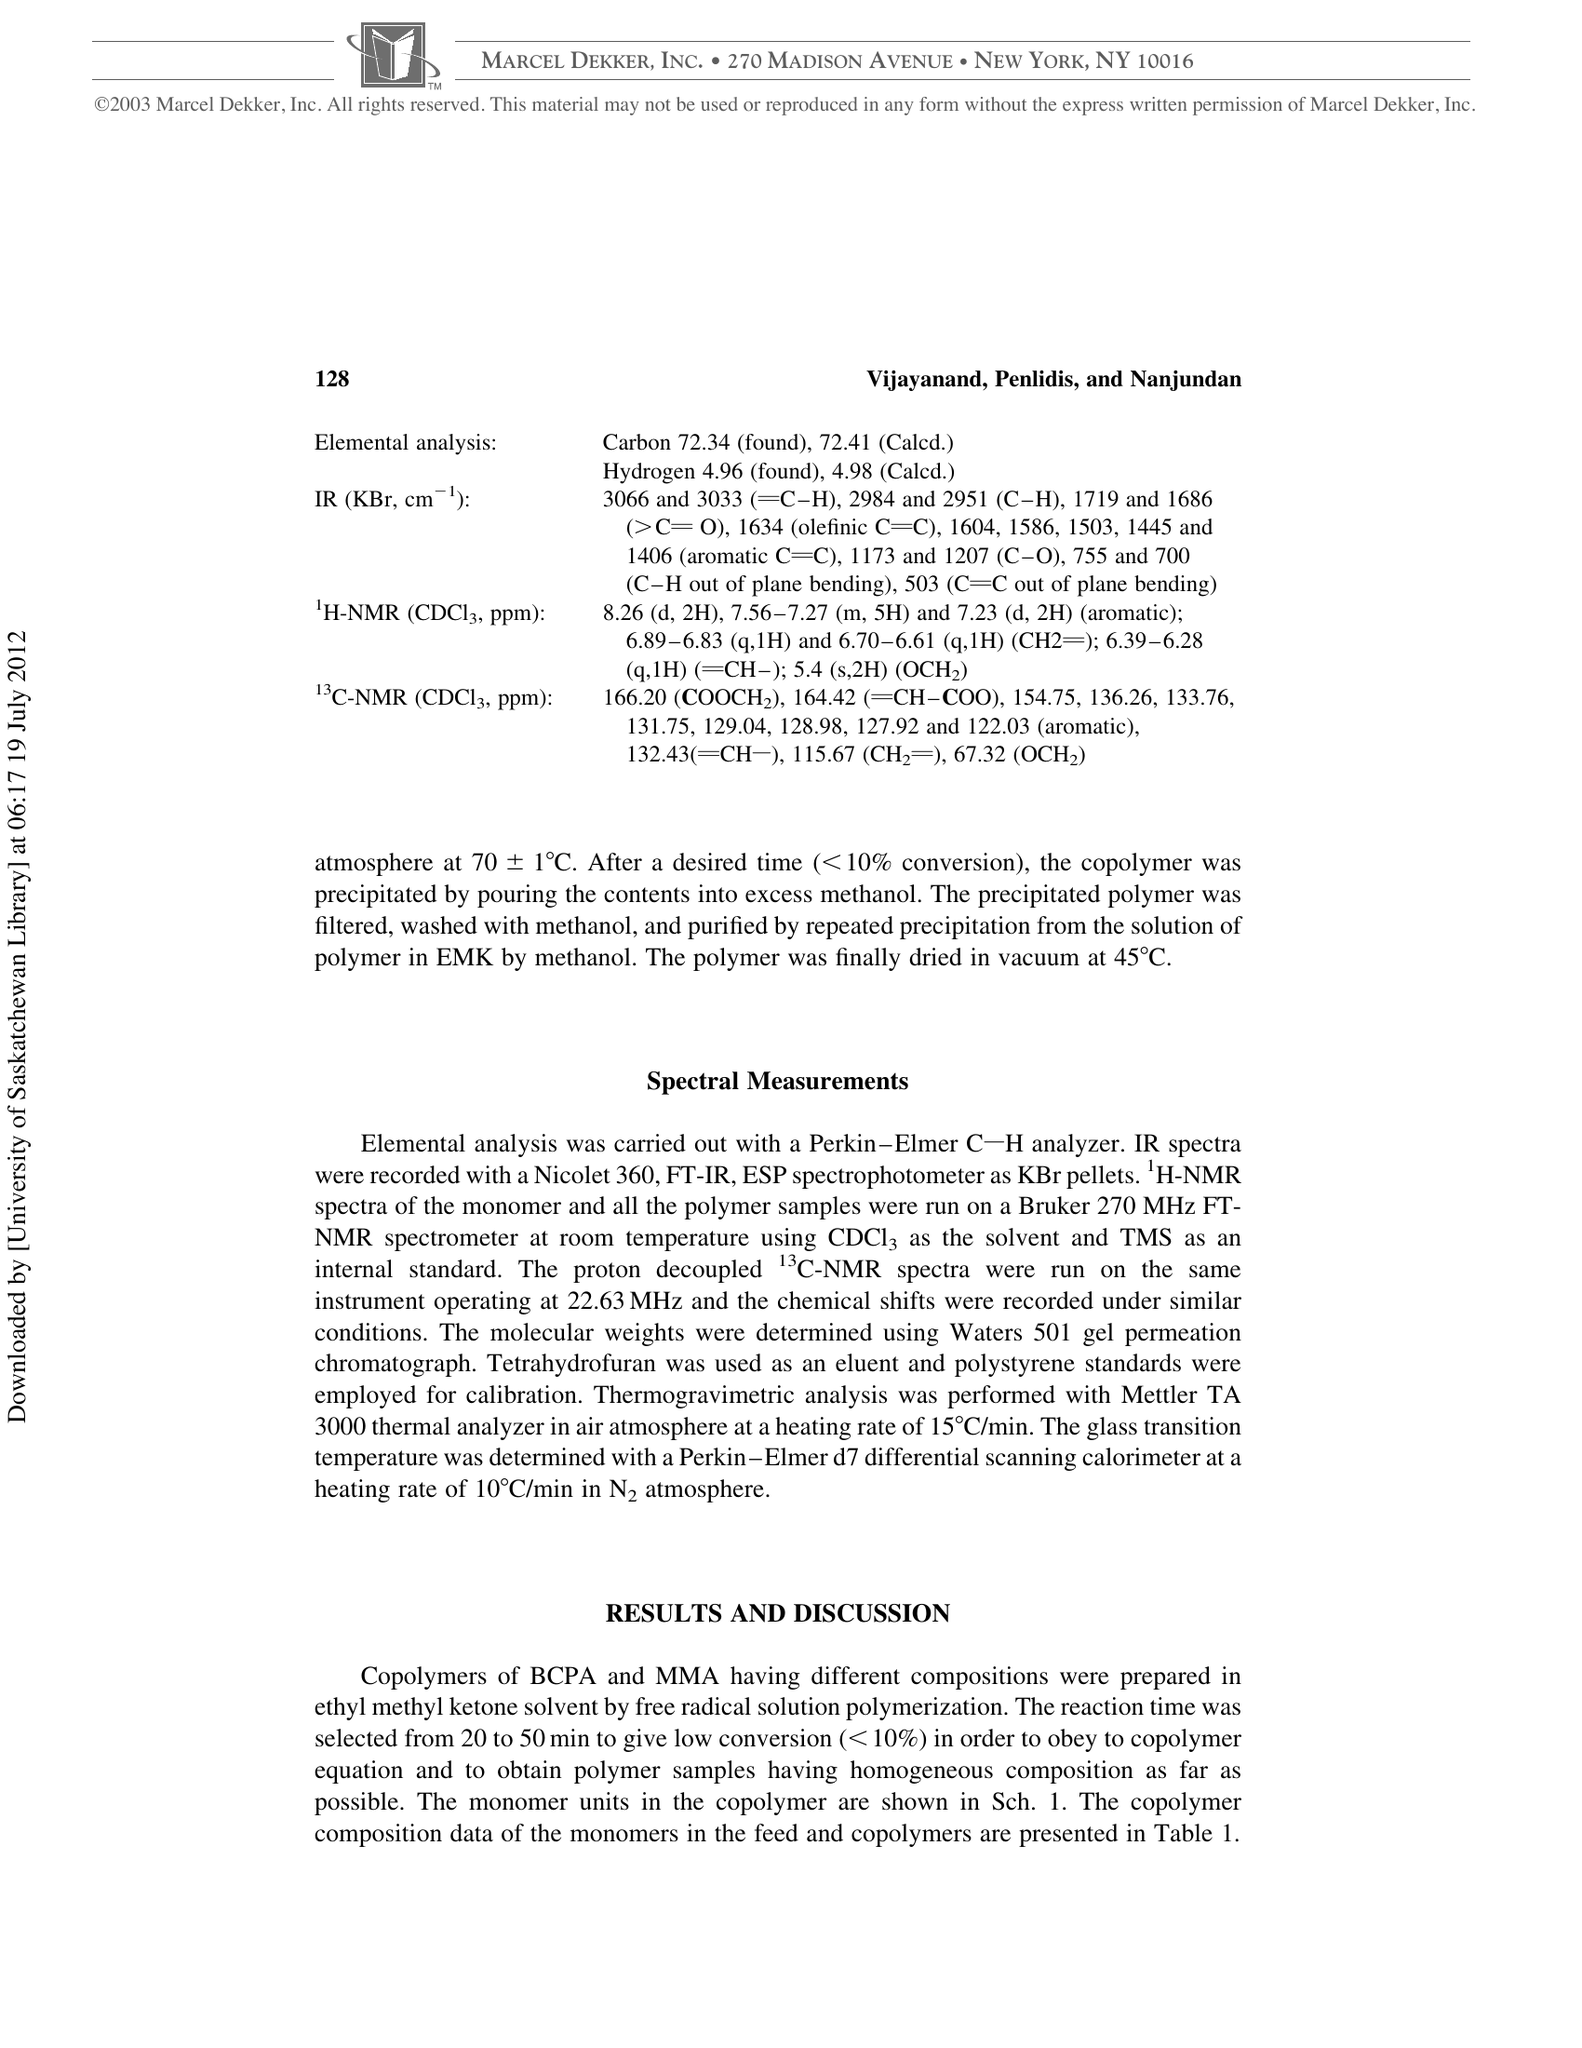 MARCEL DEKKER, INC. • 270 MADISON AVENUE • NEW YORK, NY 10016
TM
©2003 Marcel Dekker, Inc. All rights reserved. This material may not be used or reproduced in any form without the express written permission of Marcel Dekker, Inc.
128 Vijayanand, Penlidis, and Nanjundan
Elemental analysis: Carbon 72.34 (found), 72.41 (Calcd.)
Hydrogen 4.96 (found), 4.98 (Calcd.)
IR (KBr, cm⁻¹): 3066 and 3033 (═C–H), 2984 and 2951 (C–H), 1719 and 1686
(>C═ O), 1634 (olefinic C═C), 1604, 1586, 1503, 1445 and
1406 (aromatic C═C), 1173 and 1207 (C–O), 755 and 700
(C–H out of plane bending), 503 (C═C out of plane bending)
¹H-NMR (CDCl₃, ppm): 8.26 (d, 2H), 7.56–7.27 (m, 5H) and 7.23 (d, 2H) (aromatic);
6.89–6.83 (q,1H) and 6.70–6.61 (q,1H) (CH2═); 6.39–6.28
(q,1H) (═CH–); 5.4 (s,2H) (OCH₂)
¹³C-NMR (CDCl₃, ppm): 166.20 (COOCH₂), 164.42 (═CH–COO), 154.75, 136.26, 133.76,
131.75, 129.04, 128.98, 127.92 and 122.03 (aromatic),
132.43(═CH—), 115.67 (CH₂═), 67.32 (OCH₂)
atmosphere at 70 ± 1°C. After a desired time (<10% conversion), the copolymer was
precipitated by pouring the contents into excess methanol. The precipitated polymer was
filtered, washed with methanol, and purified by repeated precipitation from the solution of
polymer in EMK by methanol. The polymer was finally dried in vacuum at 45°C.
Spectral Measurements
Elemental analysis was carried out with a Perkin–Elmer C—H analyzer. IR spectra
were recorded with a Nicolet 360, FT-IR, ESP spectrophotometer as KBr pellets. ¹H-NMR
spectra of the monomer and all the polymer samples were run on a Bruker 270 MHz FT-
NMR spectrometer at room temperature using CDCl₃ as the solvent and TMS as an
internal standard. The proton decoupled ¹³C-NMR spectra were run on the same
instrument operating at 22.63 MHz and the chemical shifts were recorded under similar
conditions. The molecular weights were determined using Waters 501 gel permeation
chromatograph. Tetrahydrofuran was used as an eluent and polystyrene standards were
employed for calibration. Thermogravimetric analysis was performed with Mettler TA
3000 thermal analyzer in air atmosphere at a heating rate of 15°C/min. The glass transition
temperature was determined with a Perkin–Elmer d7 differential scanning calorimeter at a
heating rate of 10°C/min in N₂ atmosphere.
RESULTS AND DISCUSSION
Copolymers of BCPA and MMA having different compositions were prepared in
ethyl methyl ketone solvent by free radical solution polymerization. The reaction time was
selected from 20 to 50 min to give low conversion (<10%) in order to obey to copolymer
equation and to obtain polymer samples having homogeneous composition as far as
possible. The monomer units in the copolymer are shown in Sch. 1. The copolymer
composition data of the monomers in the feed and copolymers are presented in Table 1.
Downloaded by [University of Saskatchewan Library] at 06:17 19 July 2012